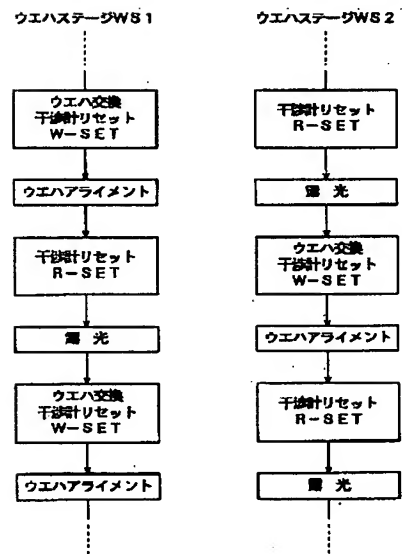 ウエハステージWS1
ウエハ交換
干渉計リセット
W-SET
ウエハアライメント
干渉計リセット
R-SET
露 光
ウエハ交換
干渉計リセット
W-SET
ウエハアライメント
ウエハステージWS2
干渉計リセット
R-SET
露 光
ウエハ交換
干渉計リセット
W-SET
ウエハアライメント
干渉計リセット
R-SET
露 光